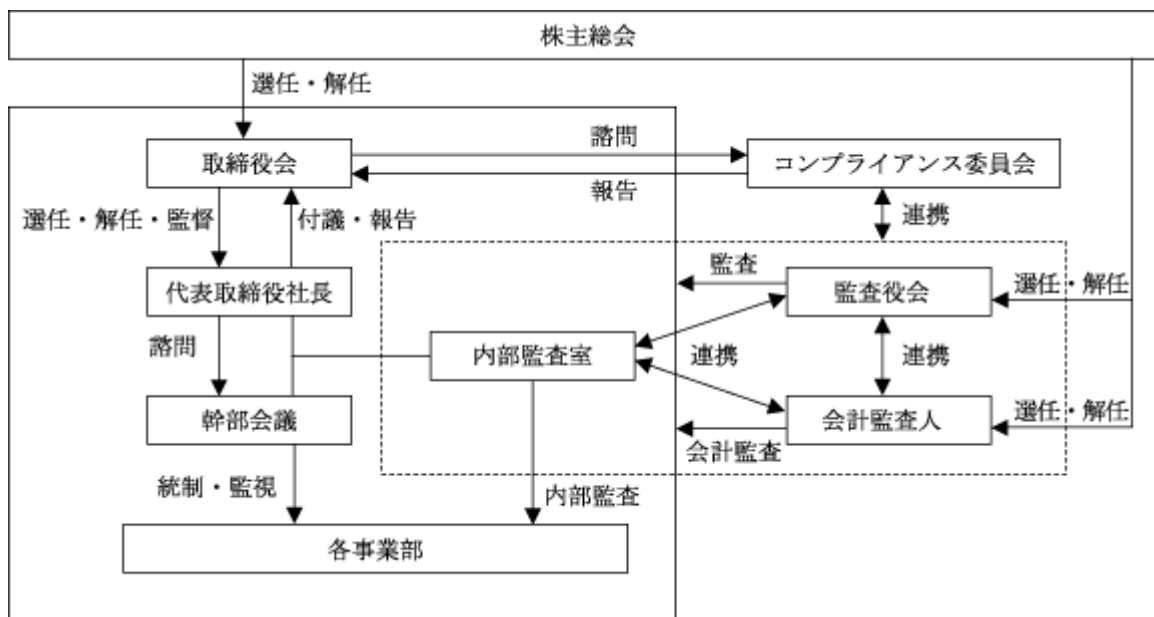 株主総会
選任・解任
取締役会
諮問
コンプライアンス委員会
報告
選任・解任・監督
付議・報告
連携
監査
代表取締役社長
監査役会
選任・解任
諮問
内部監査室
連携
連携
幹部会議
会計監査人
選任・解任
会計監査
統制・監視
内部監査
各事業部